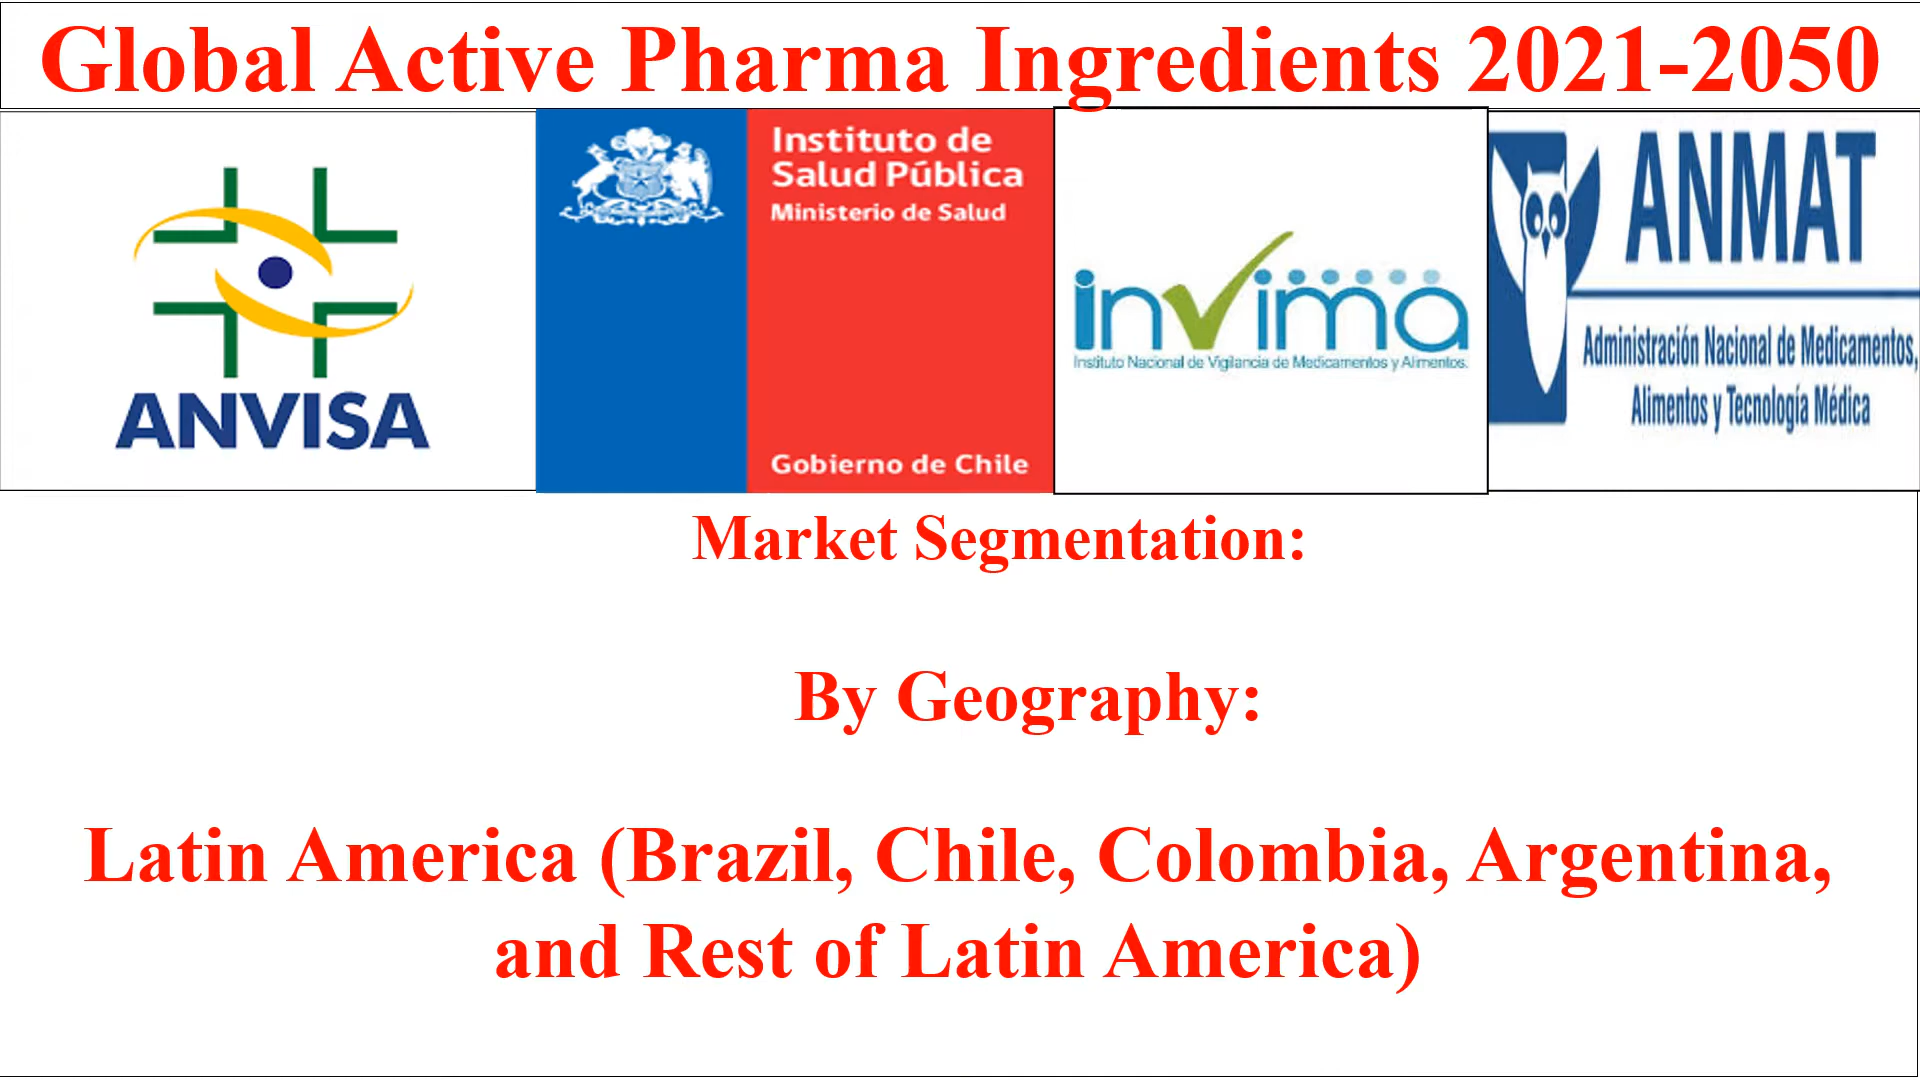 Global Active Pharma Ingredients 2021-2050
ANVISA
Instituto de
Salud Pública
Ministerio de Salud
Gobierno de Chile
invima
Instituto Nacional de Vigilancia de Medicamentos y Alimentos.
ANMAT
Administración Nacional de Medicamentos,
Alimentos y Tecnología Médica
Market Segmentation:
By Geography:
Latin America (Brazil, Chile, Colombia, Argentina,
and Rest of Latin America)